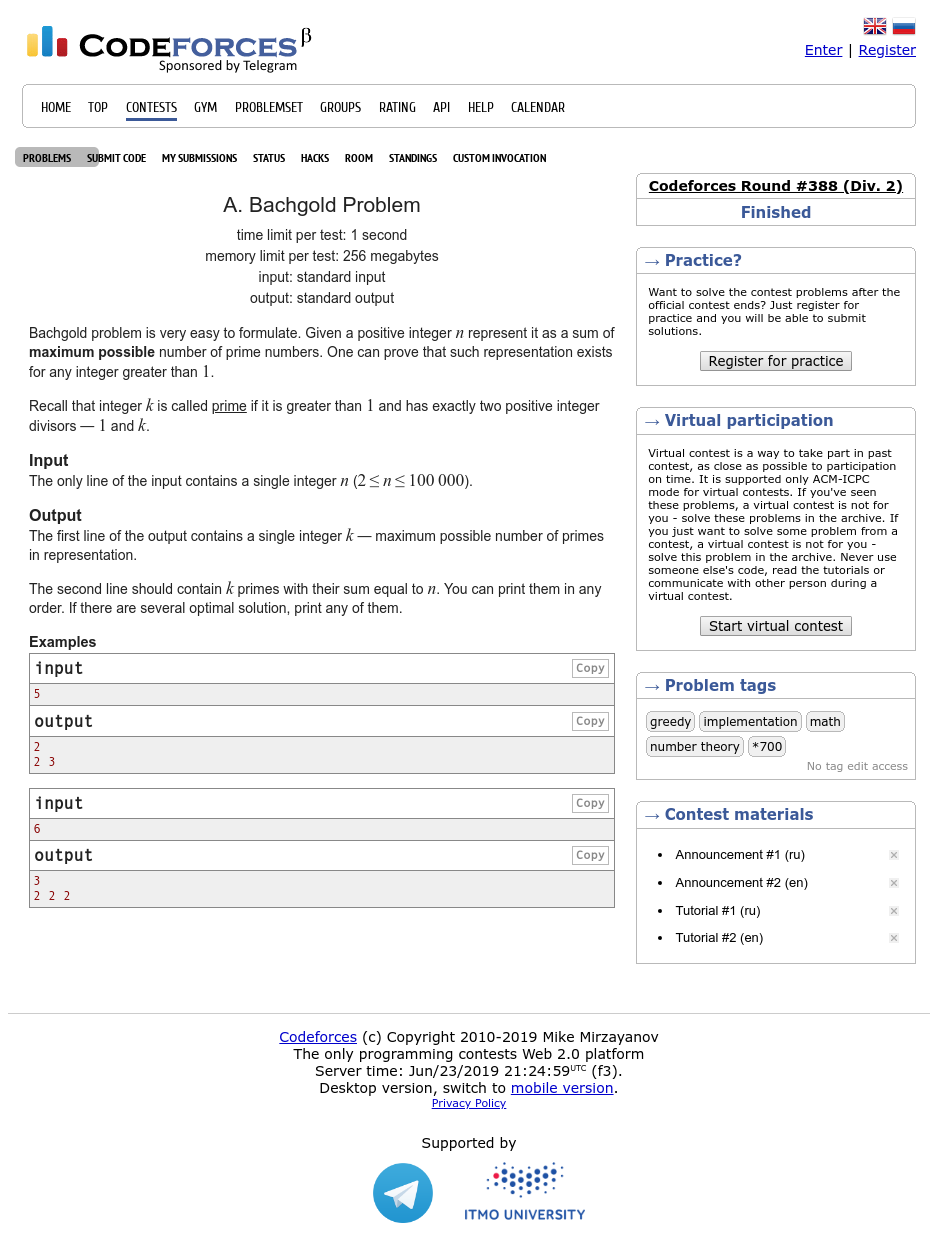 CODEFORCES β
Sponsored by Telegram
Enter | Register
HOME TOP CONTESTS GYM PROBLEMSET GROUPS RATING API HELP CALENDAR
PROBLEMS SUBMIT CODE MY SUBMISSIONS STATUS HACKS ROOM STANDINGS CUSTOM INVOCATION
A. Bachgold Problem
time limit per test: 1 second
memory limit per test: 256 megabytes
input: standard input
output: standard output
Bachgold problem is very easy to formulate. Given a positive integer n represent it as a sum of
maximum possible number of prime numbers. One can prove that such representation exists
for any integer greater than 1.
Recall that integer k is called prime if it is greater than 1 and has exactly two positive integer
divisors — 1 and k.
Input
The only line of the input contains a single integer n (2 ≤ n ≤ 100 000).
Output
The first line of the output contains a single integer k — maximum possible number of primes
in representation.
The second line should contain k primes with their sum equal to n. You can print them in any
order. If there are several optimal solution, print any of them.
Examples
input Copy
5
output Copy
2
2 3
input Copy
6
output Copy
3
2 2 2
Codeforces Round #388 (Div. 2)
Finished
→ Practice?
Want to solve the contest problems after the
official contest ends? Just register for
practice and you will be able to submit
solutions.
Register for practice
→ Virtual participation
Virtual contest is a way to take part in past
contest, as close as possible to participation
on time. It is supported only ACM-ICPC
mode for virtual contests. If you've seen
these problems, a virtual contest is not for
you - solve these problems in the archive. If
you just want to solve some problem from a
contest, a virtual contest is not for you -
solve this problem in the archive. Never use
someone else's code, read the tutorials or
communicate with other person during a
virtual contest.
Start virtual contest
→ Problem tags
greedy implementation math
number theory *700
No tag edit access
→ Contest materials
• Announcement #1 (ru)
• Announcement #2 (en)
• Tutorial #1 (ru)
• Tutorial #2 (en)
Codeforces (c) Copyright 2010-2019 Mike Mirzayanov
The only programming contests Web 2.0 platform
Server time: Jun/23/2019 21:24:59UTC (f3).
Desktop version, switch to mobile version.
Privacy Policy
Supported by
ITMO UNIVERSITY